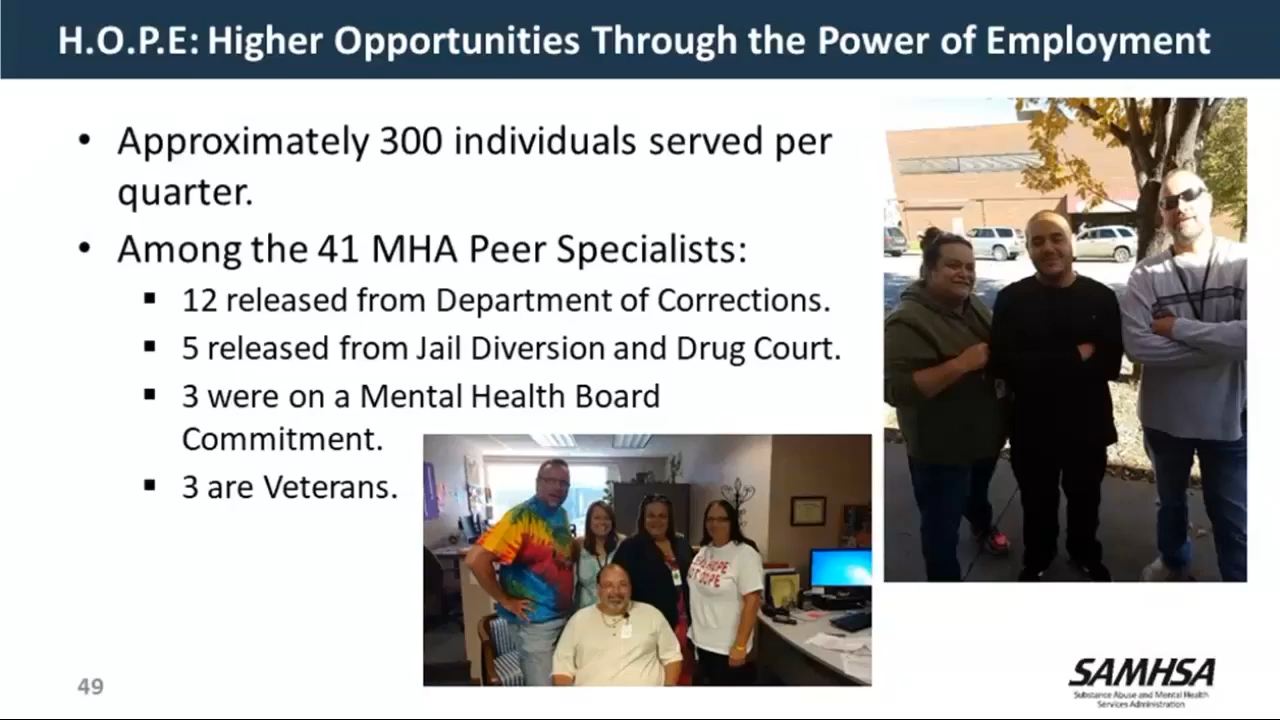 H.O.P.E: Higher Opportunities Through the Power of Employment
• Approximately 300 individuals served per
quarter.
• Among the 41 MHA Peer Specialists:
▪ 12 released from Department of Corrections.
▪ 5 released from Jail Diversion and Drug Court.
▪ 3 were on a Mental Health Board
Commitment.
▪ 3 are Veterans.
HOPE
DOPE
49
SAMHSA
Substance Abuse and Mental Health
Services Administration